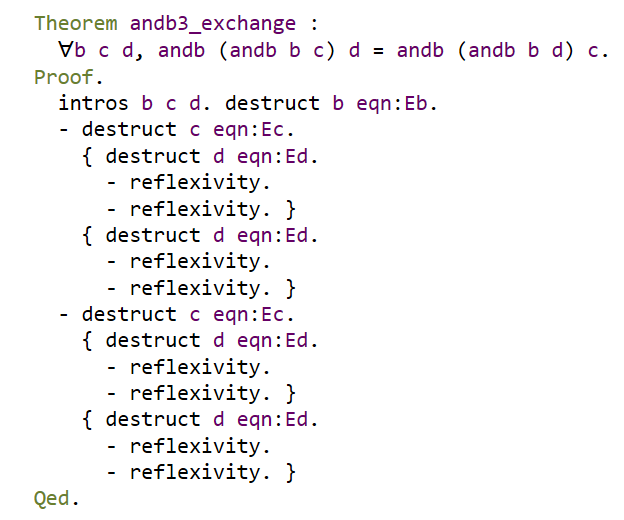 Theorem andb3_exchange :
∀b c d, andb (andb b c) d = andb (andb b d) c.
Proof.
intros b c d. destruct b eqn:Eb.
- destruct c eqn:Ec.
{ destruct d eqn:Ed.
- reflexivity.
- reflexivity. }
{ destruct d eqn:Ed.
- reflexivity.
- reflexivity. }
- destruct c eqn:Ec.
{ destruct d eqn:Ed.
- reflexivity.
- reflexivity. }
{ destruct d eqn:Ed.
- reflexivity.
- reflexivity. }
Qed.